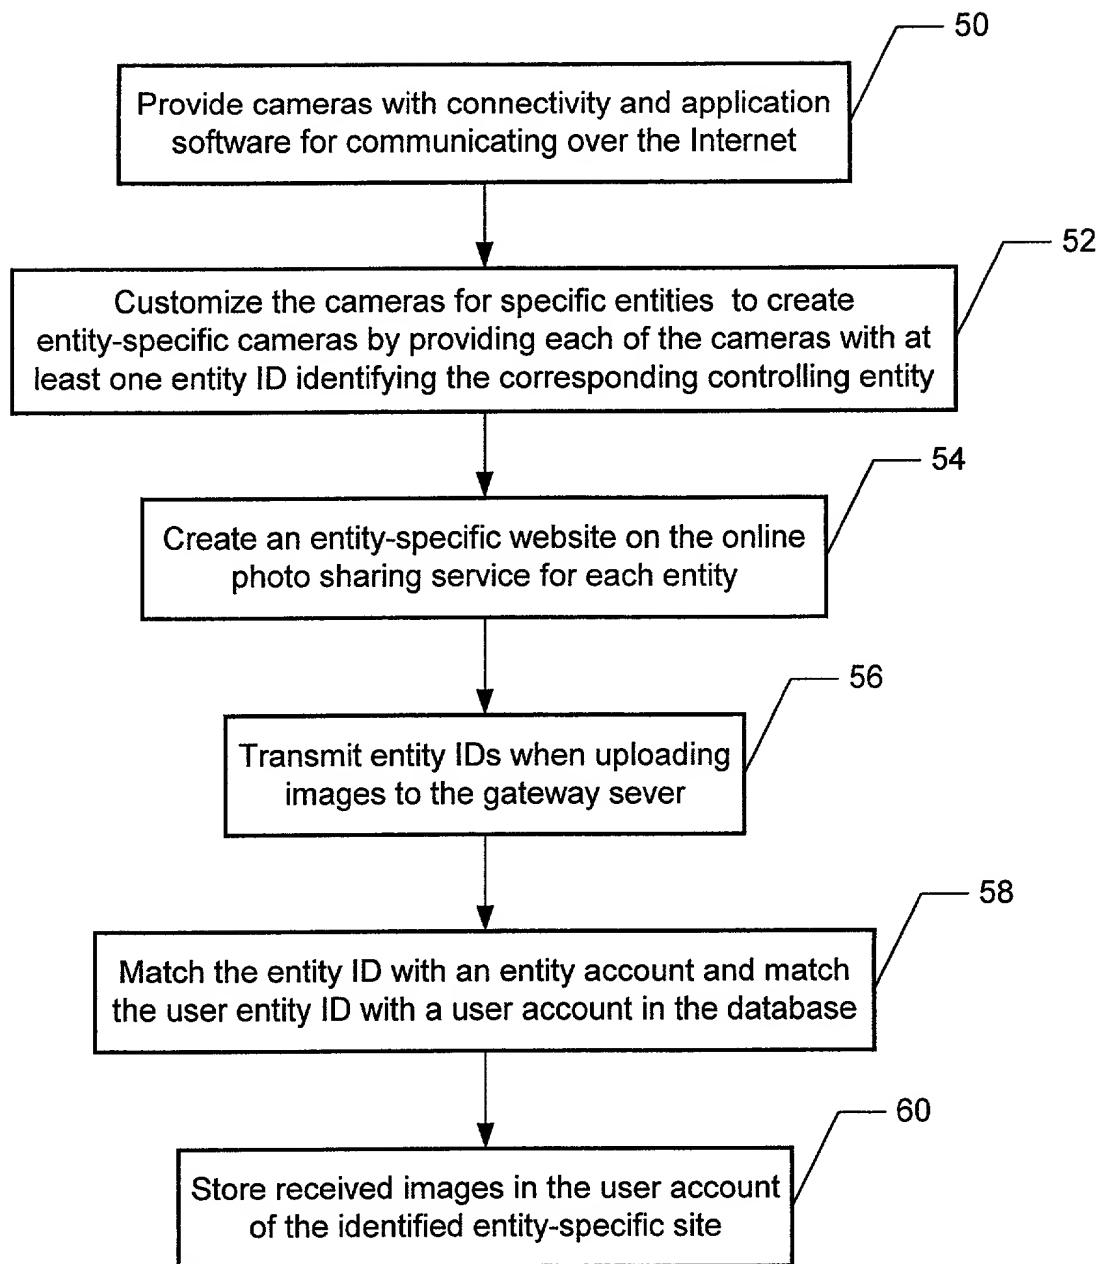 50
Provide cameras with connectivity and application
software for communicating over the Internet
52
Customize the cameras for specific entities to create
entity-specific cameras by providing each of the cameras with at
least one entity ID identifying the corresponding controlling entity
54
Create an entity-specific website on the online
photo sharing service for each entity
56
Transmit entity IDs when uploading
images to the gateway sever
58
Match the entity ID with an entity account and match
the user entity ID with a user account in the database
60
Store received images in the user account
of the identified entity-specific site